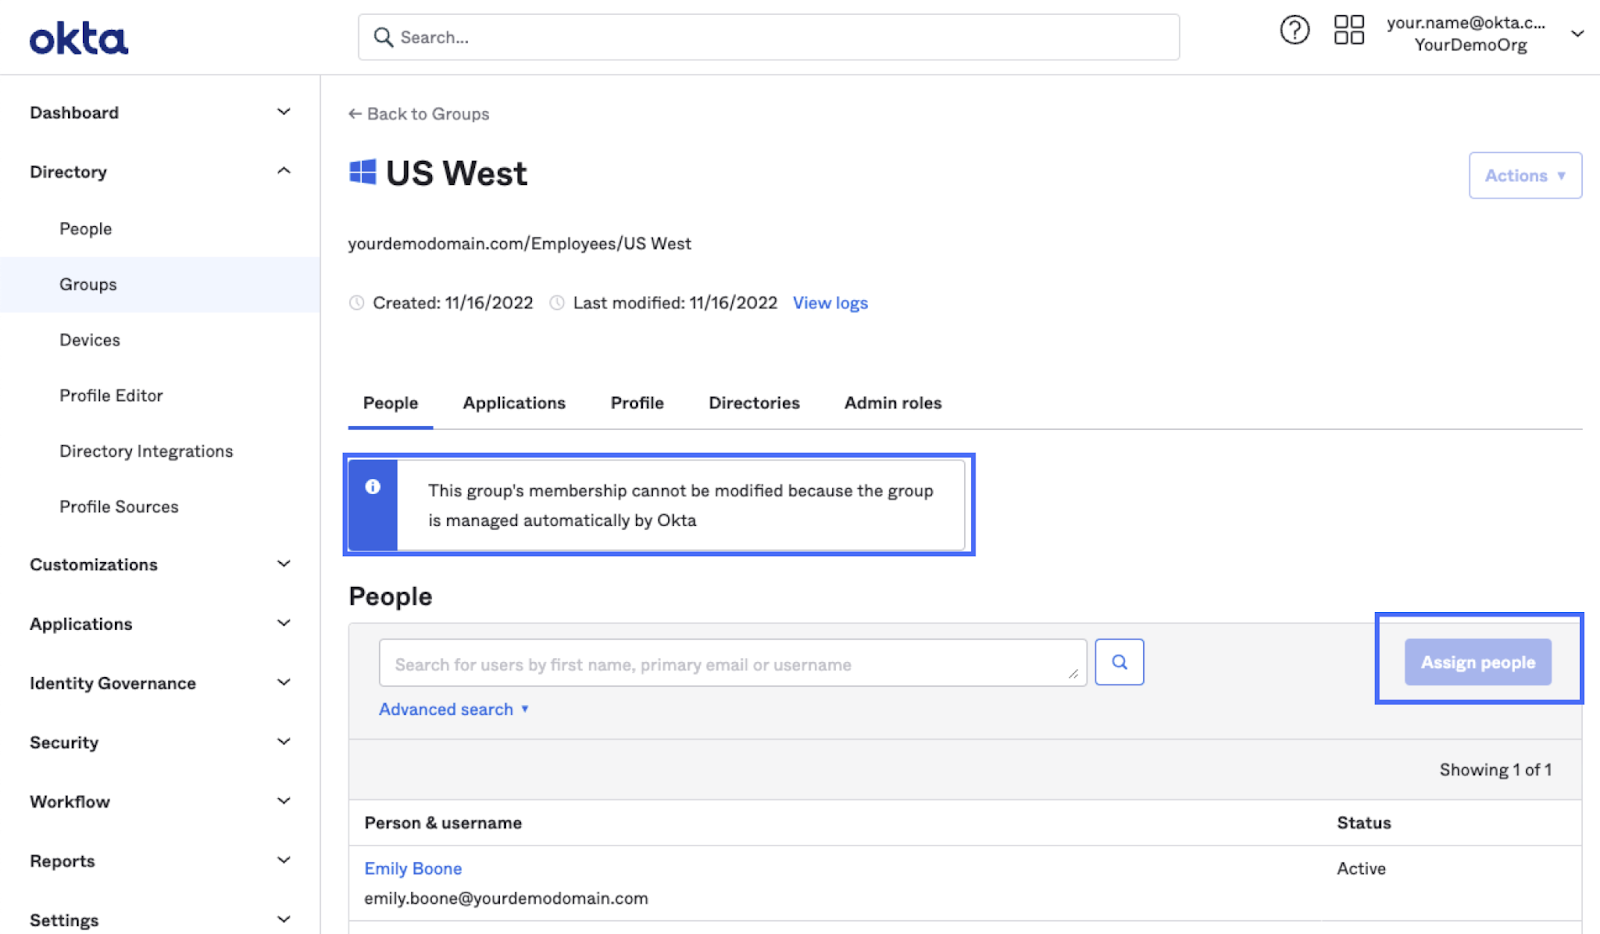 okta
Search...
your.name@okta.c...
YourDemoOrg
Dashboard
Directory
People
Groups
Devices
Profile Editor
Directory Integrations
Profile Sources
Customizations
Applications
Identity Governance
Security
Workflow
Reports
Settings
← Back to Groups
US West
Actions ▼
yourdemodomain.com/Employees/US West
Created: 11/16/2022 Last modified: 11/16/2022 View logs
People Applications Profile Directories Admin roles
This group's membership cannot be modified because the group
is managed automatically by Okta
People
Search for users by first name, primary email or username
Assign people
Advanced search ▼
Showing 1 of 1
Person & username Status
Emily Boone Active
emily.boone@yourdemodomain.com